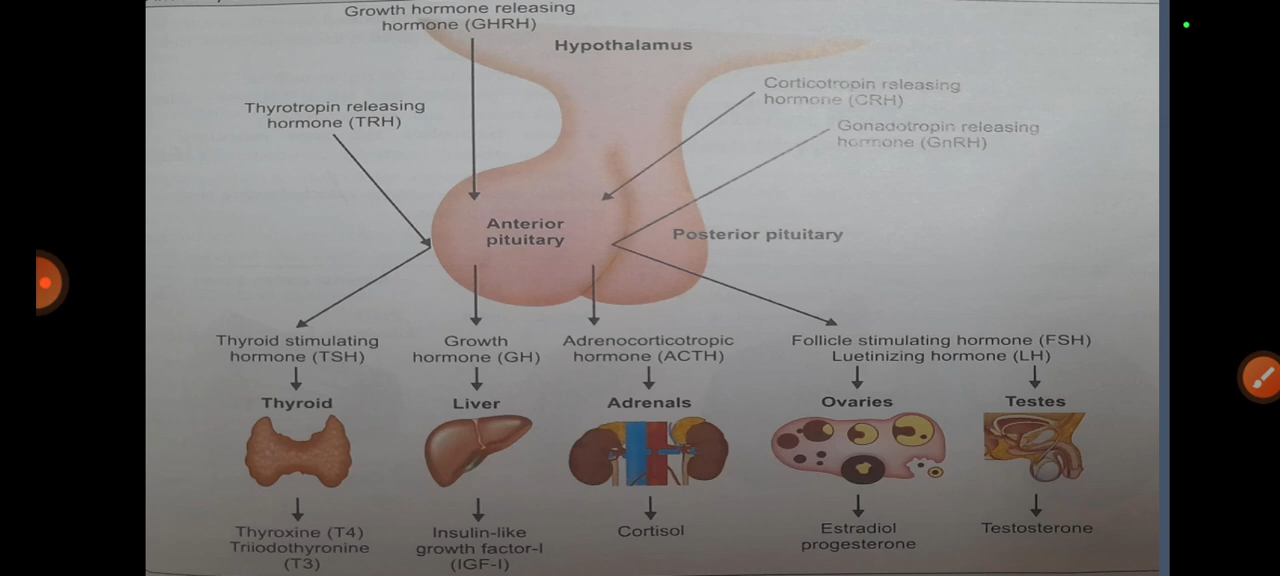 Growth hormone releasing
hormone (GHRH)
Hypothalamus
Corticotropin releasing
hormone (CRH)
Thyrotropin releasing
hormone (TRH)
Gonadotropin releasing
hormone (GnRH)
Anterior
pituitary
Posterior pituitary
Thyroid stimulating
hormone (TSH)
Growth
hormone (GH)
Adrenocorticotropic
hormone (ACTH)
Follicle stimulating hormone (FSH)
Luetinizing hormone (LH)
Thyroid
Liver
Adrenals
Ovaries
Testes
Thyroxine (T4)
Triiodothyronine
(T3)
Insulin-like
growth factor-I
(IGF-I)
Cortisol
Estradiol
progesterone
Testosterone